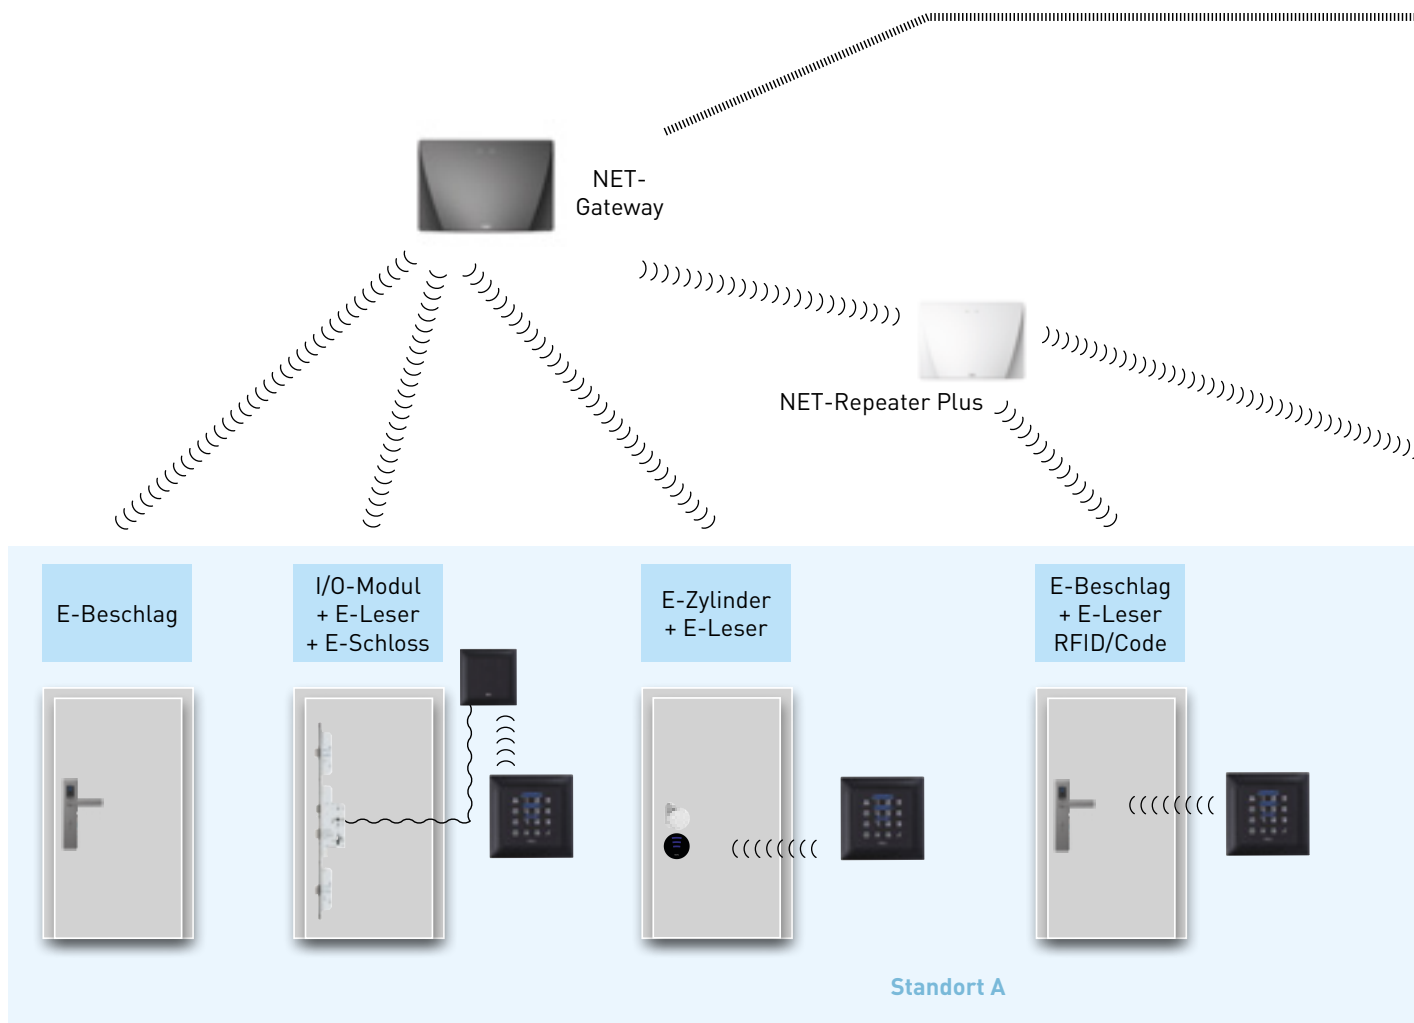 NET-
Gateway
NET-Repeater Plus
E-Beschlag
I/O-Modul
+ E-Leser
+ E-Schloss
E-Zylinder
+ E-Leser
E-Beschlag
+ E-Leser
RFID/Code
Standort A